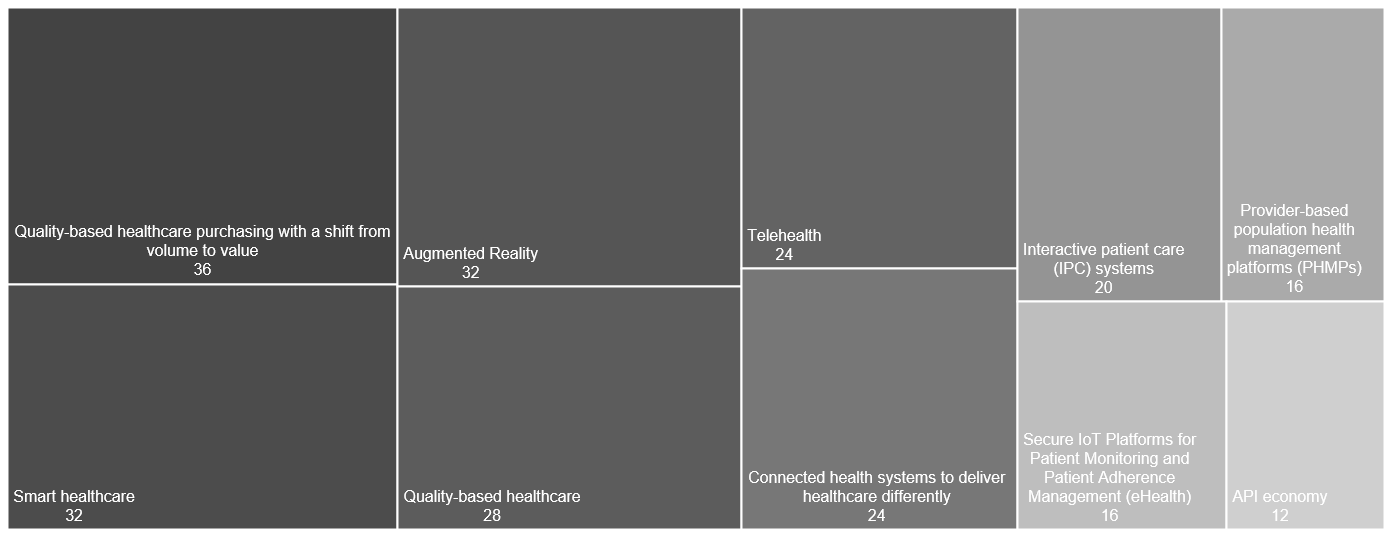 Quality-based healthcare purchasing with a shift from
volume to value
36
Smart healthcare
32
Augmented Reality
32
Quality-based healthcare
28
Telehealth
24
Connected health systems to deliver
healthcare differently
24
Interactive patient care
(IPC) systems
20
Provider-based
population health
management
platforms (PHMPs)
16
Secure IoT Platforms for
Patient Monitoring and
Patient Adherence
Management (eHealth)
16
API economy
12